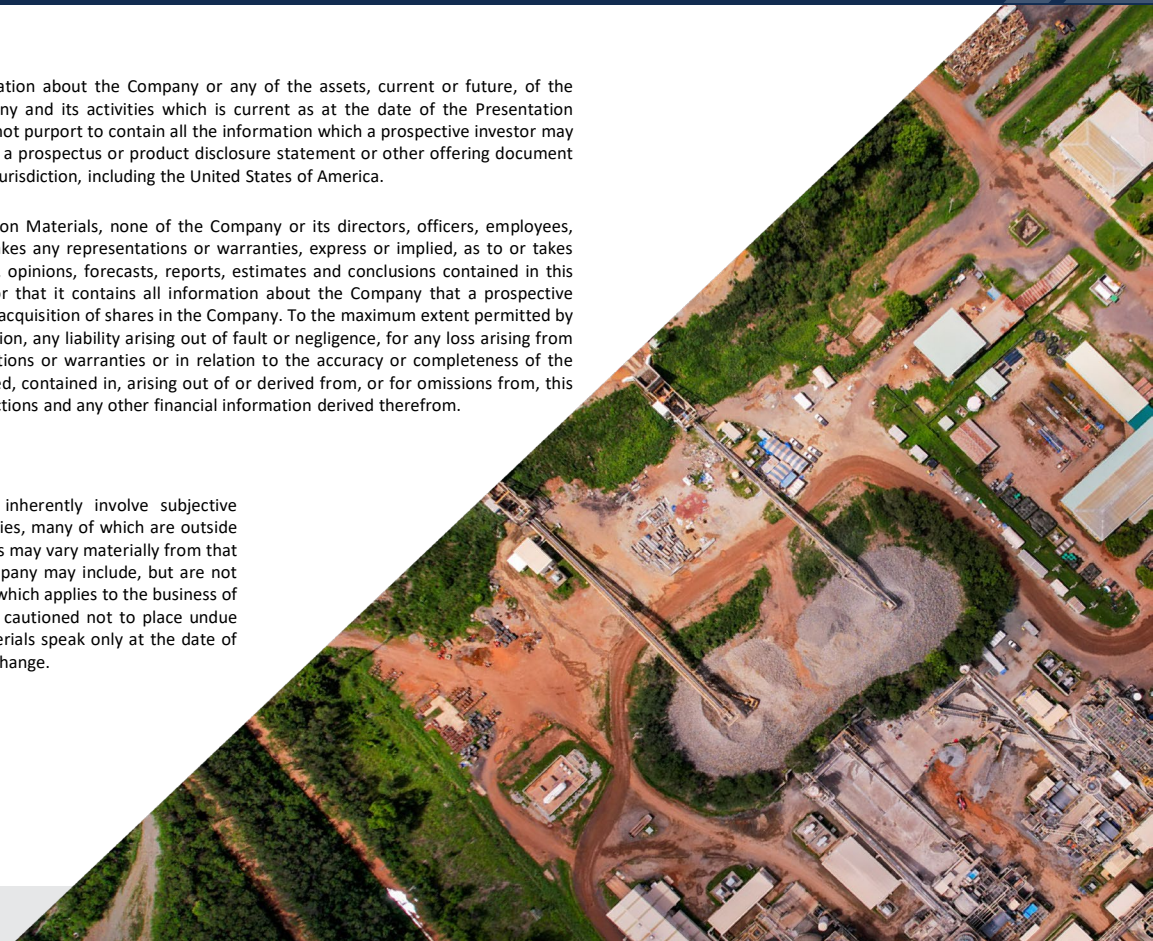 ation about the Company or any of the assets, current or future, of the
ny and its activities which is current as at the date of the Presentation
not purport to contain all the information which a prospective investor may
a prospectus or product disclosure statement or other offering document
urisdiction, including the United States of America.
on Materials, none of the Company or its directors, officers, employees,
akes any representations or warranties, express or implied, as to or takes
opinions, forecasts, reports, estimates and conclusions contained in this
or that it contains all information about the Company that a prospective
acquisition of shares in the Company. To the maximum extent permitted by
ion, any liability arising out of fault or negligence, for any loss arising from
tions or warranties or in relation to the accuracy or completeness of the
ed, contained in, arising out of or derived from, or for omissions from, this
ctions and any other financial information derived therefrom.
inherently involve subjective
ies, many of which are outside
s may vary materially from that
pany may include, but are not
which applies to the business of
cautioned not to place undue
erials speak only at the date of
hange.